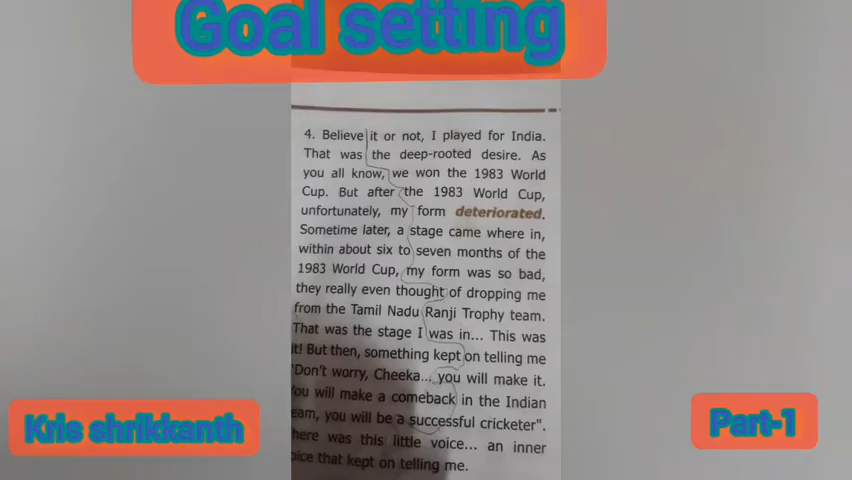 Goal setting
4. Believe it or not, I played for India.
That was the deep-rooted desire. As
you all know, we won the 1983 World
Cup. But after the 1983 World Cup,
unfortunately, my form deteriorated.
Sometime later, a stage came where in,
within about six to seven months of the
1983 World Cup, my form was so bad,
they really even thought of dropping me
from the Tamil Nadu Ranji Trophy team.
That was the stage I was in... This was
it! But then, something kept on telling me
"Don't worry, Cheeka... you will make it.
You will make a comeback in the Indian
eam, you will be a successful cricketer".
here was this little voice... an inner
oice that kept on telling me.
Kris shrikkanth
Part-1